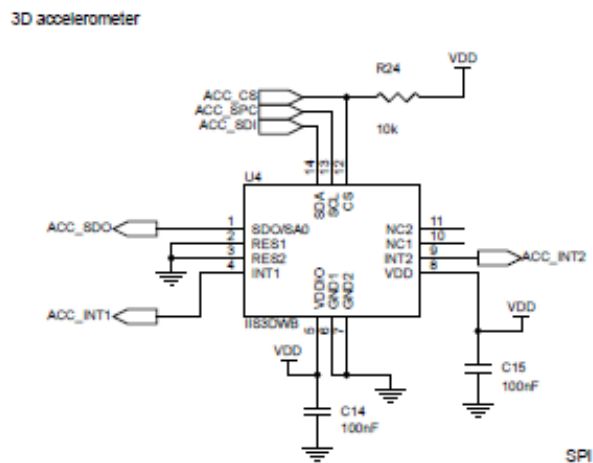 3D accelerometer
VDD
R24
10k
ACC_CS
ACC_SPC
ACC_SDI
14
13
12
U4
SDA
SCL
CS
ACC_SDO
1
SDO/SA0
2
RES1
3
RES2
4
INT1
ACC_INT1
NC2
11
NC1
10
INT2
9
ACC_INT2
VDD
8
VDDIO
GND1
GND2
IIS3DWB
5
6
7
VDD
VDD
C14
100nF
C15
100nF
SPI